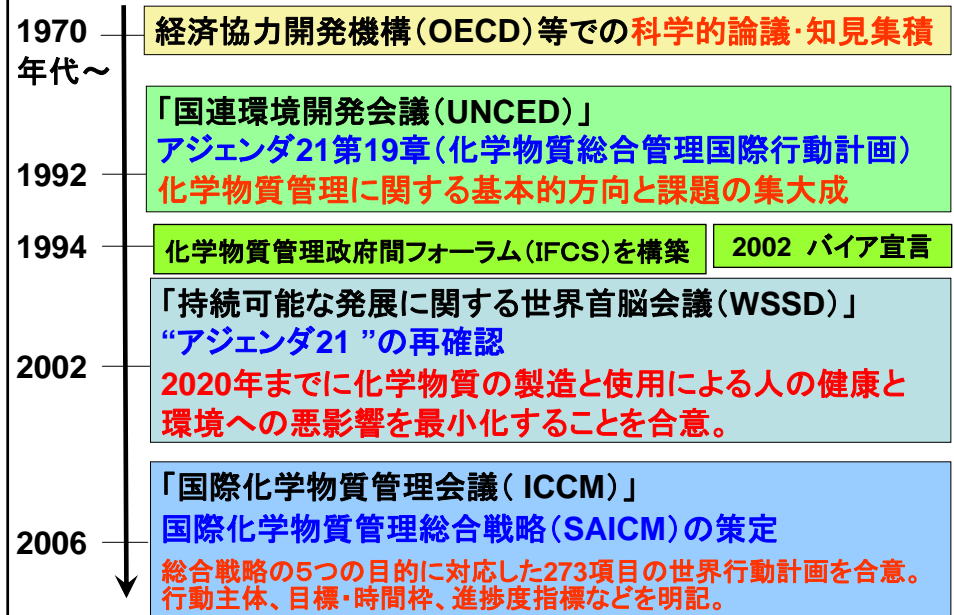 1970
年代～
経済協力開発機構（OECD）等での科学的論議・知見集積
「国連環境開発会議（UNCED）」
アジェンダ21第19章（化学物質総合管理国際行動計画）
1992
化学物質管理に関する基本的方向と課題の集大成
1994
化学物質管理政府間フォーラム（IFCS）を構築
2002 バイア宣言
「持続可能な発展に関する世界首脳会議（WSSD）」
“アジェンダ21 ”の再確認
2002
2020年までに化学物質の製造と使用による人の健康と
環境への悪影響を最小化することを合意。
「国際化学物質管理会議（ ICCM）」
国際化学物質管理総合戦略（SAICM）の策定
2006
総合戦略の５つの目的に対応した273項目の世界行動計画を合意。
行動主体、目標・時間枠、進捗度指標などを明記。